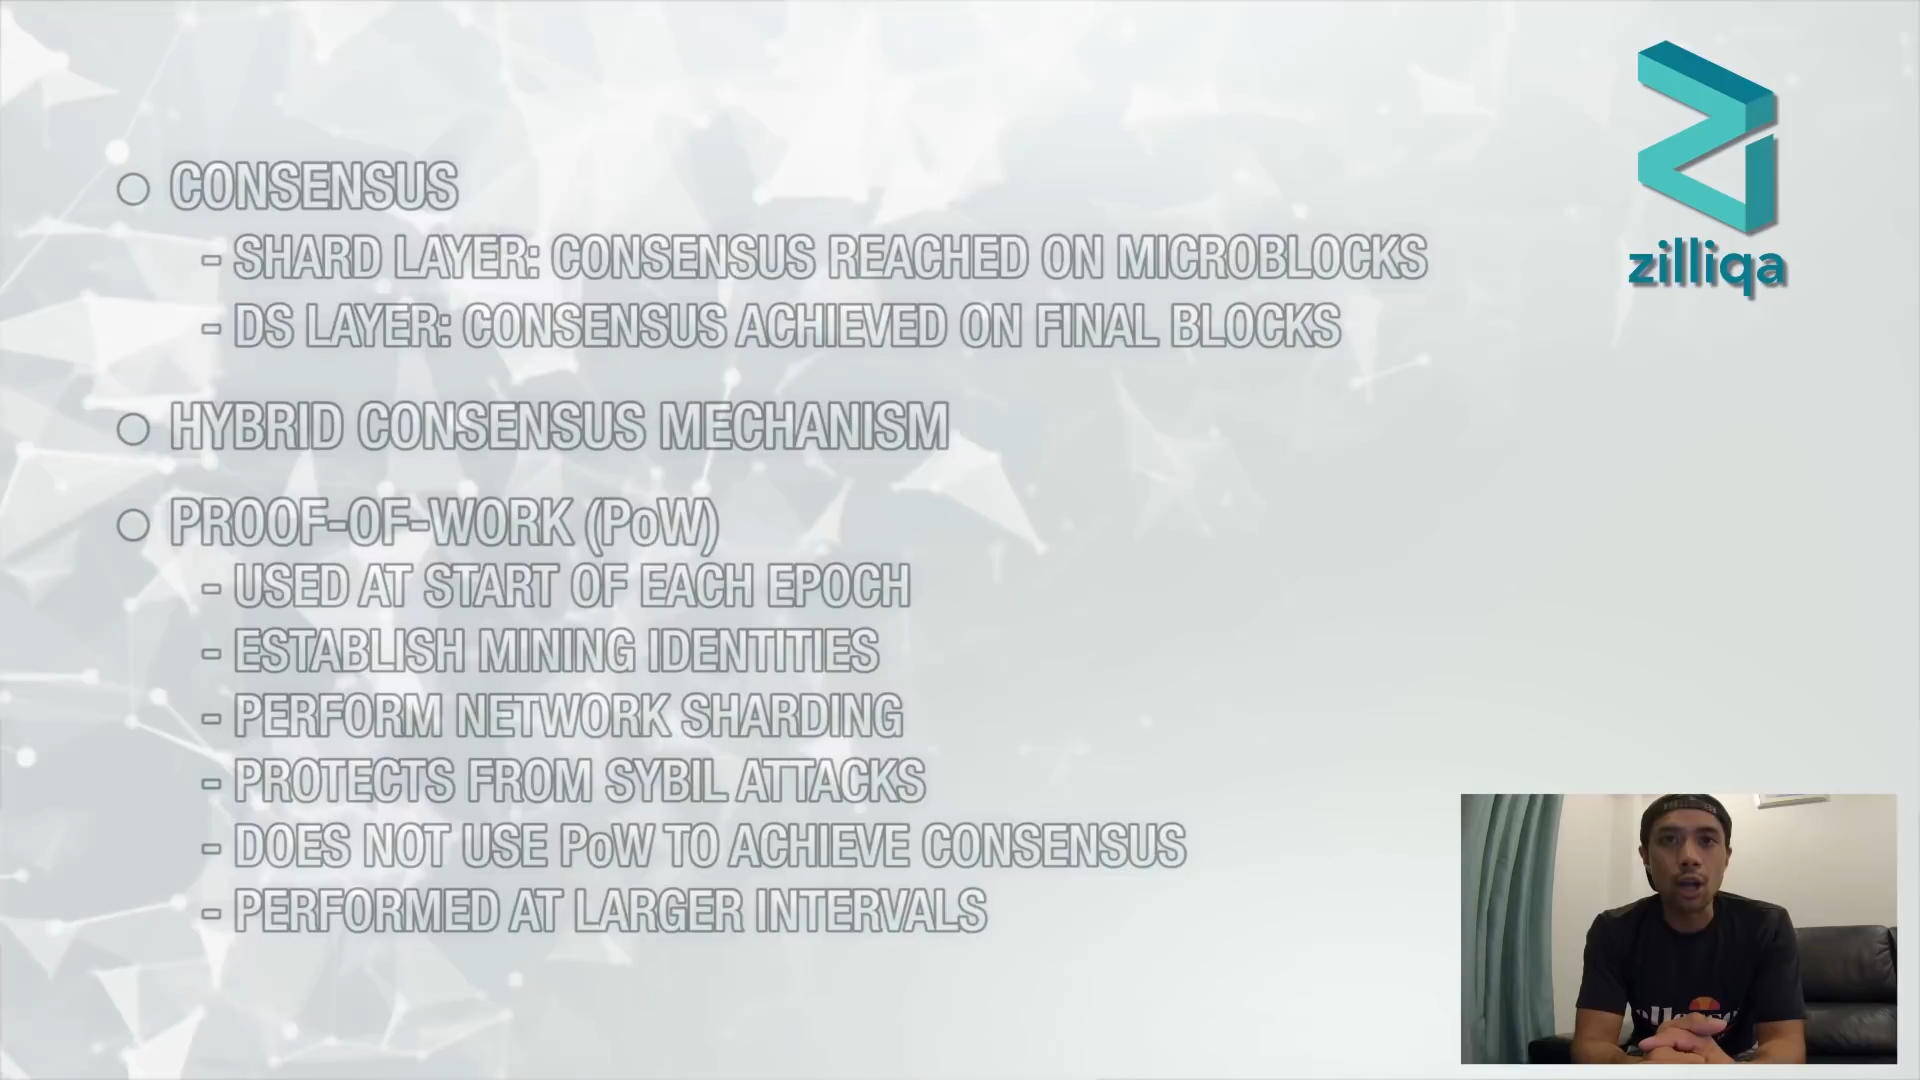 CONSENSUS
- SHARD LAYER: CONSENSUS REACHED ON MICROBLOCKS
- DS LAYER: CONSENSUS ACHIEVED ON FINAL BLOCKS
HYBRID CONSENSUS MECHANISM
PROOF-OF-WORK (PoW)
- USED AT START OF EACH EPOCH
- ESTABLISH MINING IDENTITIES
- PERFORM NETWORK SHARDING
- PROTECTS FROM SYBIL ATTACKS
- DOES NOT USE PoW TO ACHIEVE CONSENSUS
- PERFORMED AT LARGER INTERVALS
zilliqa